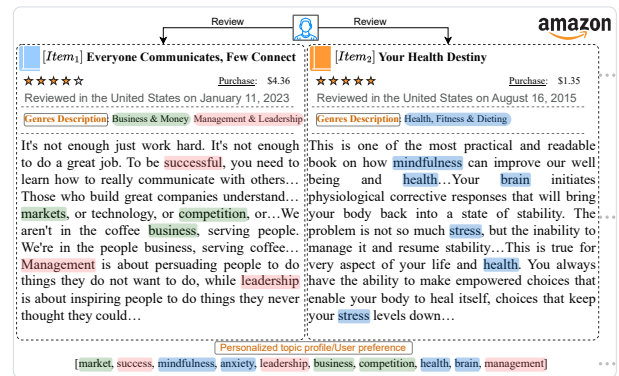 Review
Review
amazon
[Item1] Everyone Communicates, Few Connect
Purchase: $4.36
Reviewed in the United States on January 11, 2023
Genres Description: Business & Money Management & Leadership
It's not enough just work hard. It's not enough
to do a great job. To be successful, you need to
learn how to really communicate with others…
Those who build great companies understand…
markets, or technology, or competition, or…We
aren't in the coffee business, serving people.
We're in the people business, serving coffee…
Management is about persuading people to do
things they do not want to do, while leadership
is about inspiring people to do things they never
thought they could…
[Item2] Your Health Destiny
Purchase: $1.35
Reviewed in the United States on August 16, 2015
Genres Description: Health, Fitness & Dieting
This is one of the most practical and readable
book on how mindfulness can improve our well
being and health…Your brain initiates
physiological corrective responses that will bring
your body back into a state of stability. The
problem is not so much stress, but the inability to
manage it and resume stability…This is true for
very aspect of your life and health. You always
have the ability to make empowered choices that
enable your body to heal itself, choices that keep
your stress levels down…
Personalized topic profile/User preference
[market, success, mindfulness, anxiety, leadership, business, competition, health, brain, management]